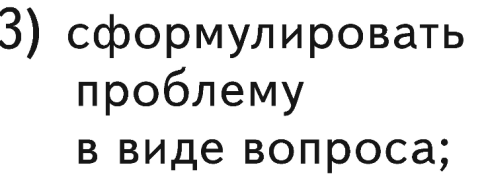 3) сформулировать
проблему
в виде вопроса;